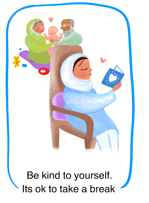 Be kind to yourself.
Its ok to take a break